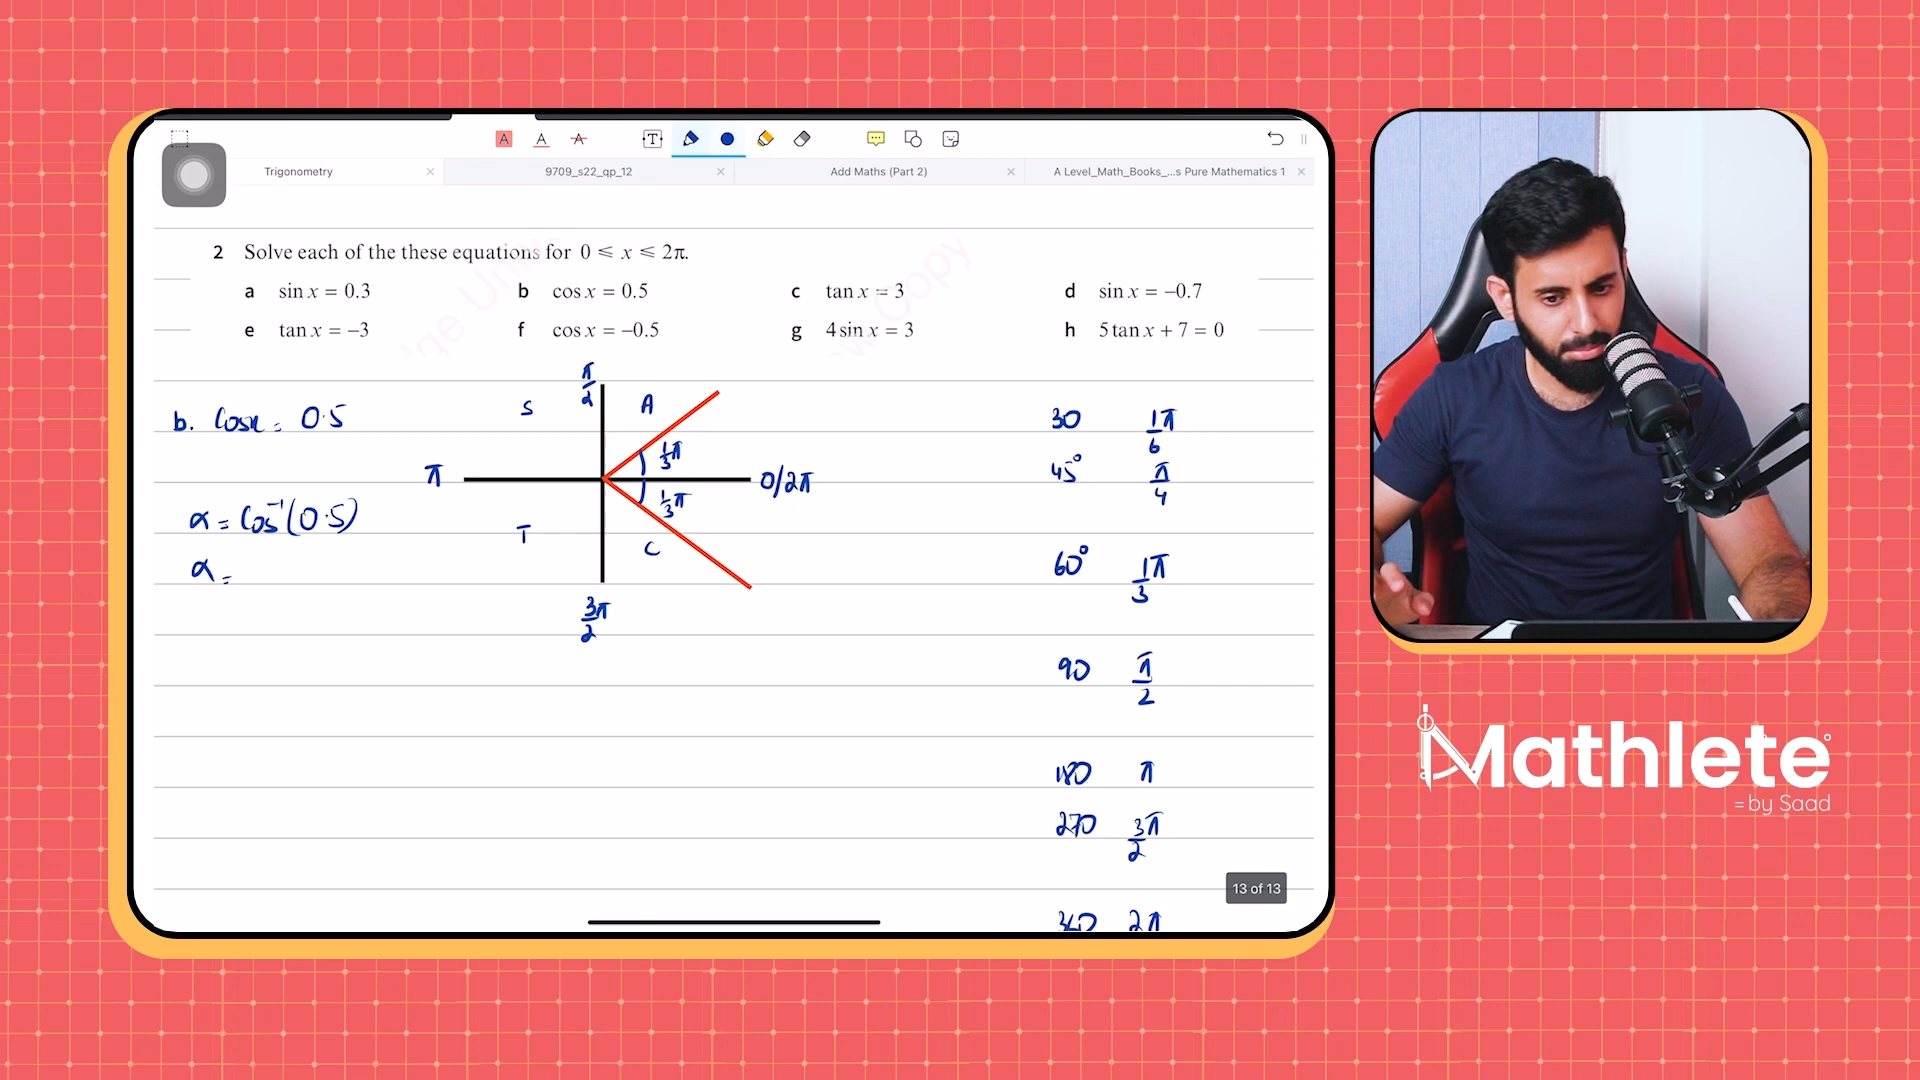 Trigonometry
9709_s22_qp_12
Add Maths (Part 2)
A Level_Math_Books_...s Pure Mathematics 1
2 Solve each of the these equations for 0 ⩽ x ⩽ 2π.
a sin x = 0.3 b cos x = 0.5 c tan x = 3 d sin x = −0.7
e tan x = −3 f cos x = −0.5 g 4 sin x = 3 h 5 tan x + 7 = 0
b. Cosx = 0.5
α = Cos⁻¹(0.5)
α =
π/2
S A
1/3 π
π 0/2π
1/3 π
T C
3π/2
30 1π/6
45° π/4
60° 1π/3
90 π/2
180 π
270 3π/2
360 2π
13 of 13
Mathlete
= by Saad